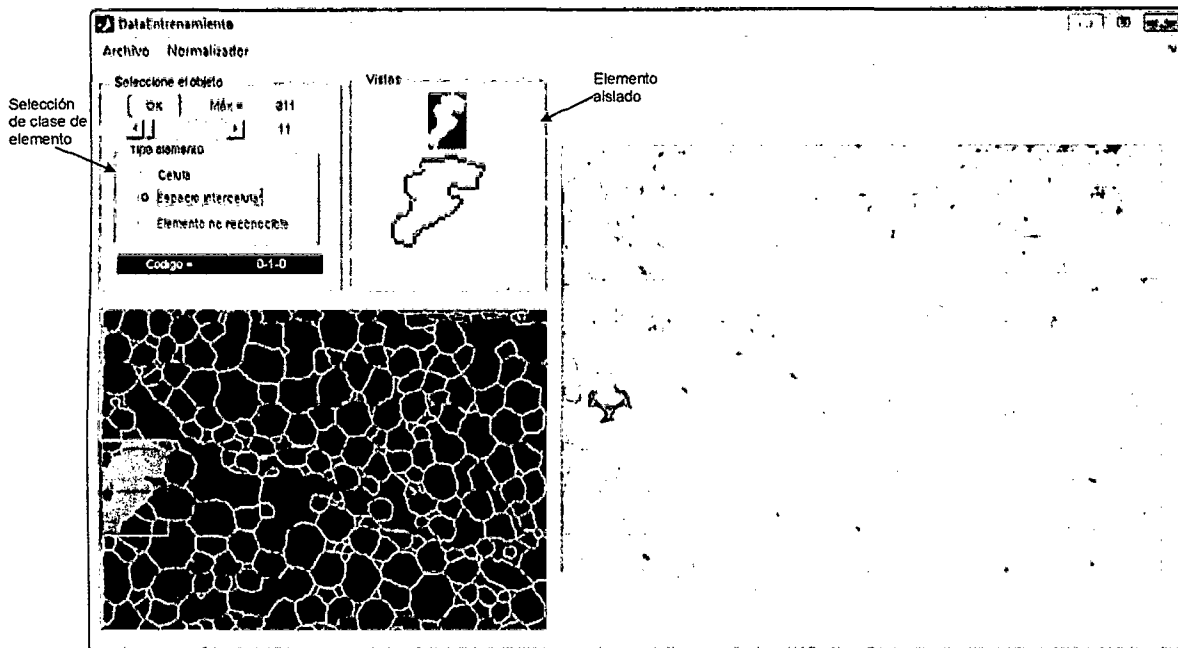 DataEntrenamiento
Archivo Normalizador
Seleccione el objeto
OK Máx =
11
Tipo elemento
Celula
Espacio intercelular
Elemento no reconocible
Codigo = 0-1-0
Vistas
Selección
de clase de
elemento
Elemento
aislado